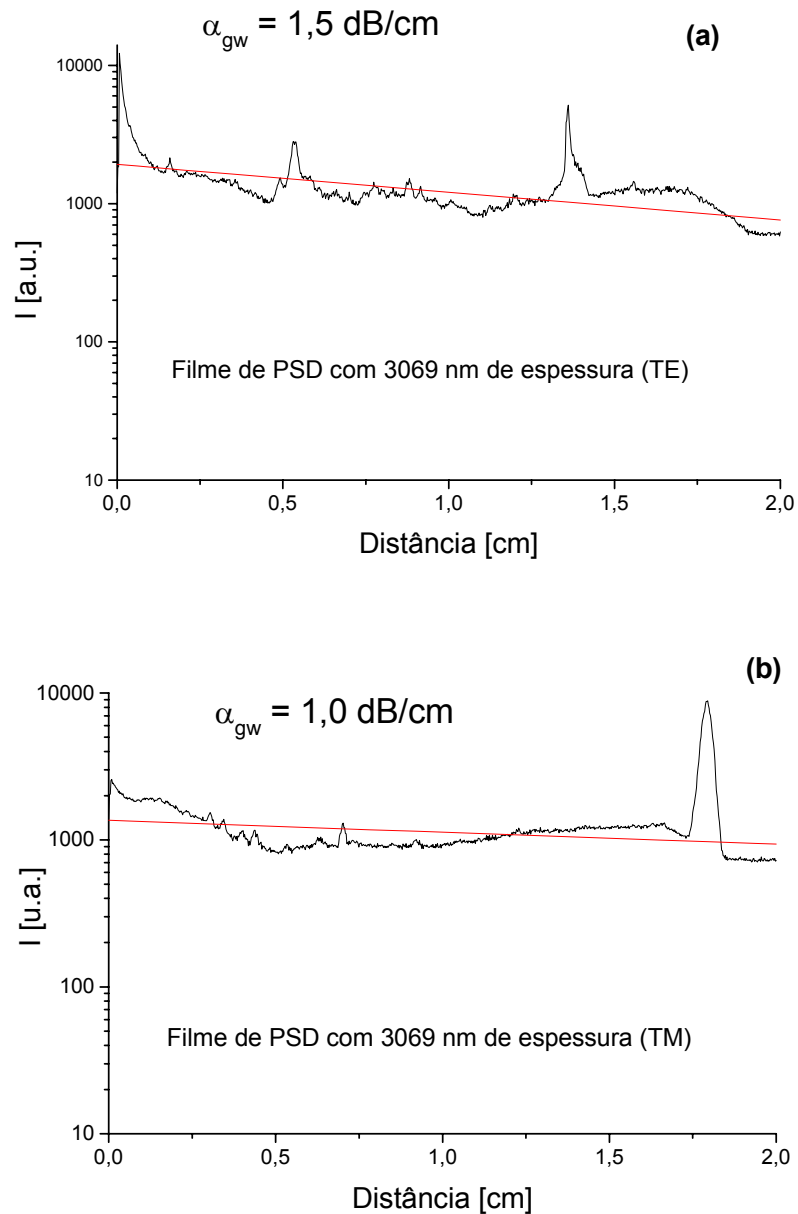 α_gw = 1,5 dB/cm
(a)
10000
1000
100
10
I [a.u.]
Filme de PSD com 3069 nm de espessura (TE)
0,0 0,5 1,0 1,5 2,0
Distância [cm]
(b)
α_gw = 1,0 dB/cm
10000
1000
100
10
I [u.a.]
Filme de PSD com 3069 nm de espessura (TM)
0,0 0,5 1,0 1,5 2,0
Distância [cm]